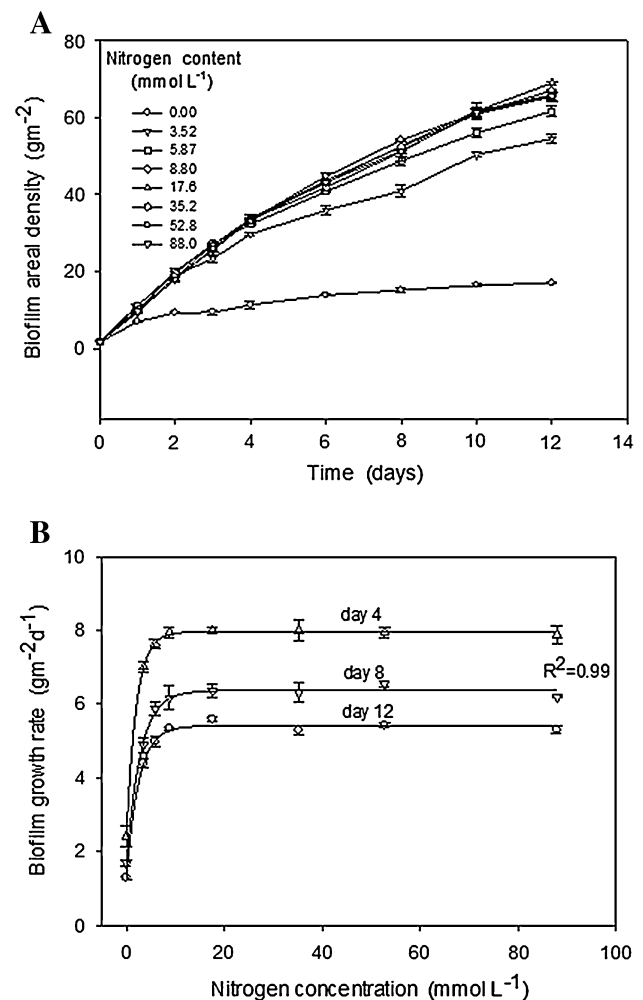 A
Nitrogen content
(mmol L⁻¹)
0.00
3.52
5.87
8.80
17.6
35.2
52.8
88.0
Biofilm areal density (gm⁻²)
80
60
40
20
0
0 2 4 6 8 10 12 14
Time (days)
B
Biofilm growth rate (gm⁻²d⁻¹)
10
8
6
4
2
0
day 4
day 8
R²=0.99
day 12
0 20 40 60 80 100
Nitrogen concentration (mmol L⁻¹)